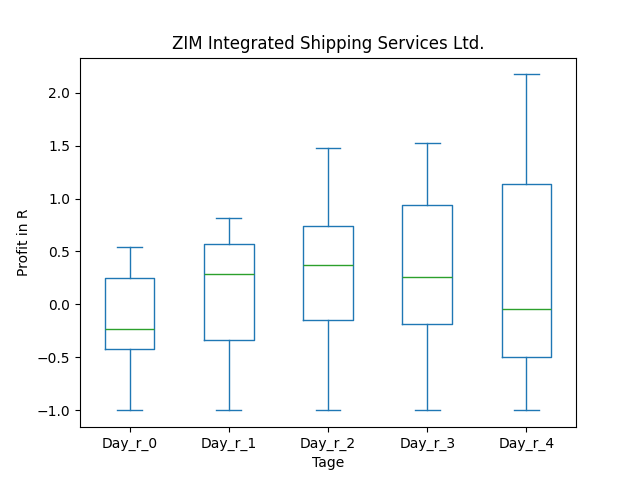 ZIM Integrated Shipping Services Ltd.
Profit in R
2.0
1.5
1.0
0.5
0.0
−0.5
−1.0
Day_r_0 Day_r_1 Day_r_2 Day_r_3 Day_r_4
Tage